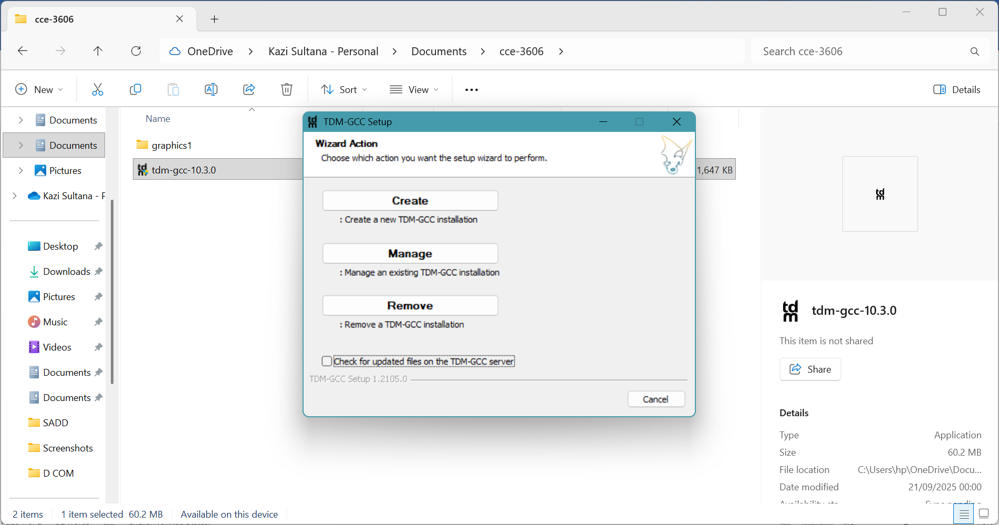 cce-3606
OneDrive
Kazi Sultana - Personal
Documents
cce-3606
Search cce-3606
New
Sort
View
Details
Documents
Documents
Pictures
Kazi Sultana - P
Desktop
Downloads
Pictures
Music
Videos
Documents
Documents
SADD
Screenshots
D COM
Name
graphics1
tdm-gcc-10.3.0
1,647 KB
tdm TDM-GCC Setup
Wizard Action
Choose which action you want the setup wizard to perform.
Create
: Create a new TDM-GCC installation
Manage
: Manage an existing TDM-GCC installation
Remove
: Remove a TDM-GCC installation
Check for updated files on the TDM-GCC server
TDM-GCC Setup 1.2105.0
Cancel
tdm
tdm tdm-gcc-10.3.0
This item is not shared
Share
Details
Type Application
Size 60.2 MB
File location C:\Users\hp\OneDrive\Docu...
Date modified 21/09/2025 00:00
2 items 1 item selected 60.2 MB Available on this device